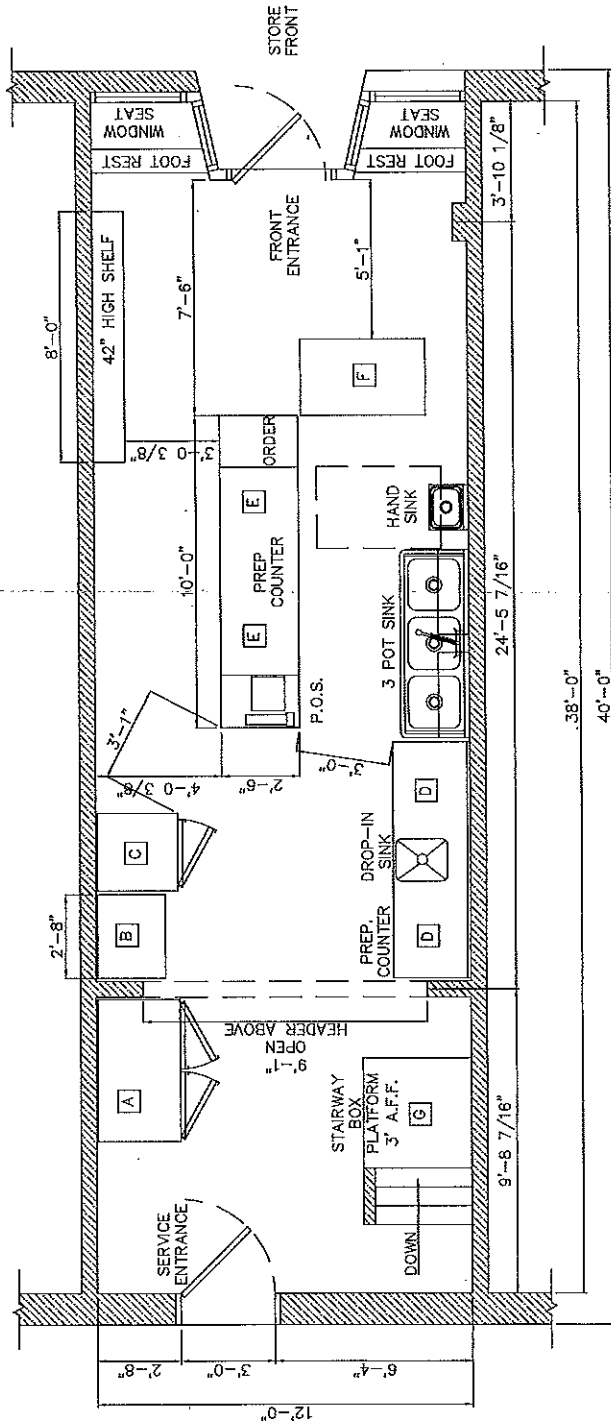 8'-0"
42" HIGH SHELF
WINDOW
SEAT
FOOT REST
STORE
FRONT
7'-6"
FRONT
ENTRANCE
5'-1"
FOOT REST
WINDOW
SEAT
3'-10 1/8"
3'-0 3/8"
10'-0"
ORDER
E
PREP
COUNTER
E
P.O.S.
F
HAND
SINK
3 POT SINK
24'-5 7/16"
38'-0"
40'-0"
3'-1"
4'-0 3/8"
2'-6"
3'-0"
C
B
2'-8"
D
DROP-IN
SINK
PREP.
COUNTER
D
9'-1"
OPEN
HEADER ABOVE
A
STAIRWAY
BOX
PLATFORM
3' A.F.F.
G
DOWN
9'-8 7/16"
SERVICE
ENTRANCE
2'-8"
3'-0"
6'-4"
12'-0"